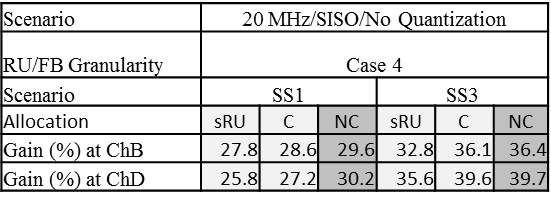 Scenario 20 MHz/SISO/No Quantization
RU/FB Granularity Case 4
Scenario SS1 SS3
Allocation sRU C NC sRU C NC
Gain (%) at ChB 27.8 28.6 29.6 32.8 36.1 36.4
Gain (%) at ChD 25.8 27.2 30.2 35.6 39.6 39.7